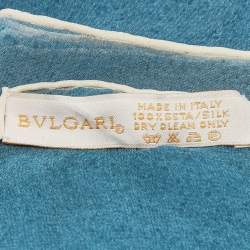 BVLGARI®
MADE IN ITALY
100%SETA/SILK
DRY CLEAN ONLY